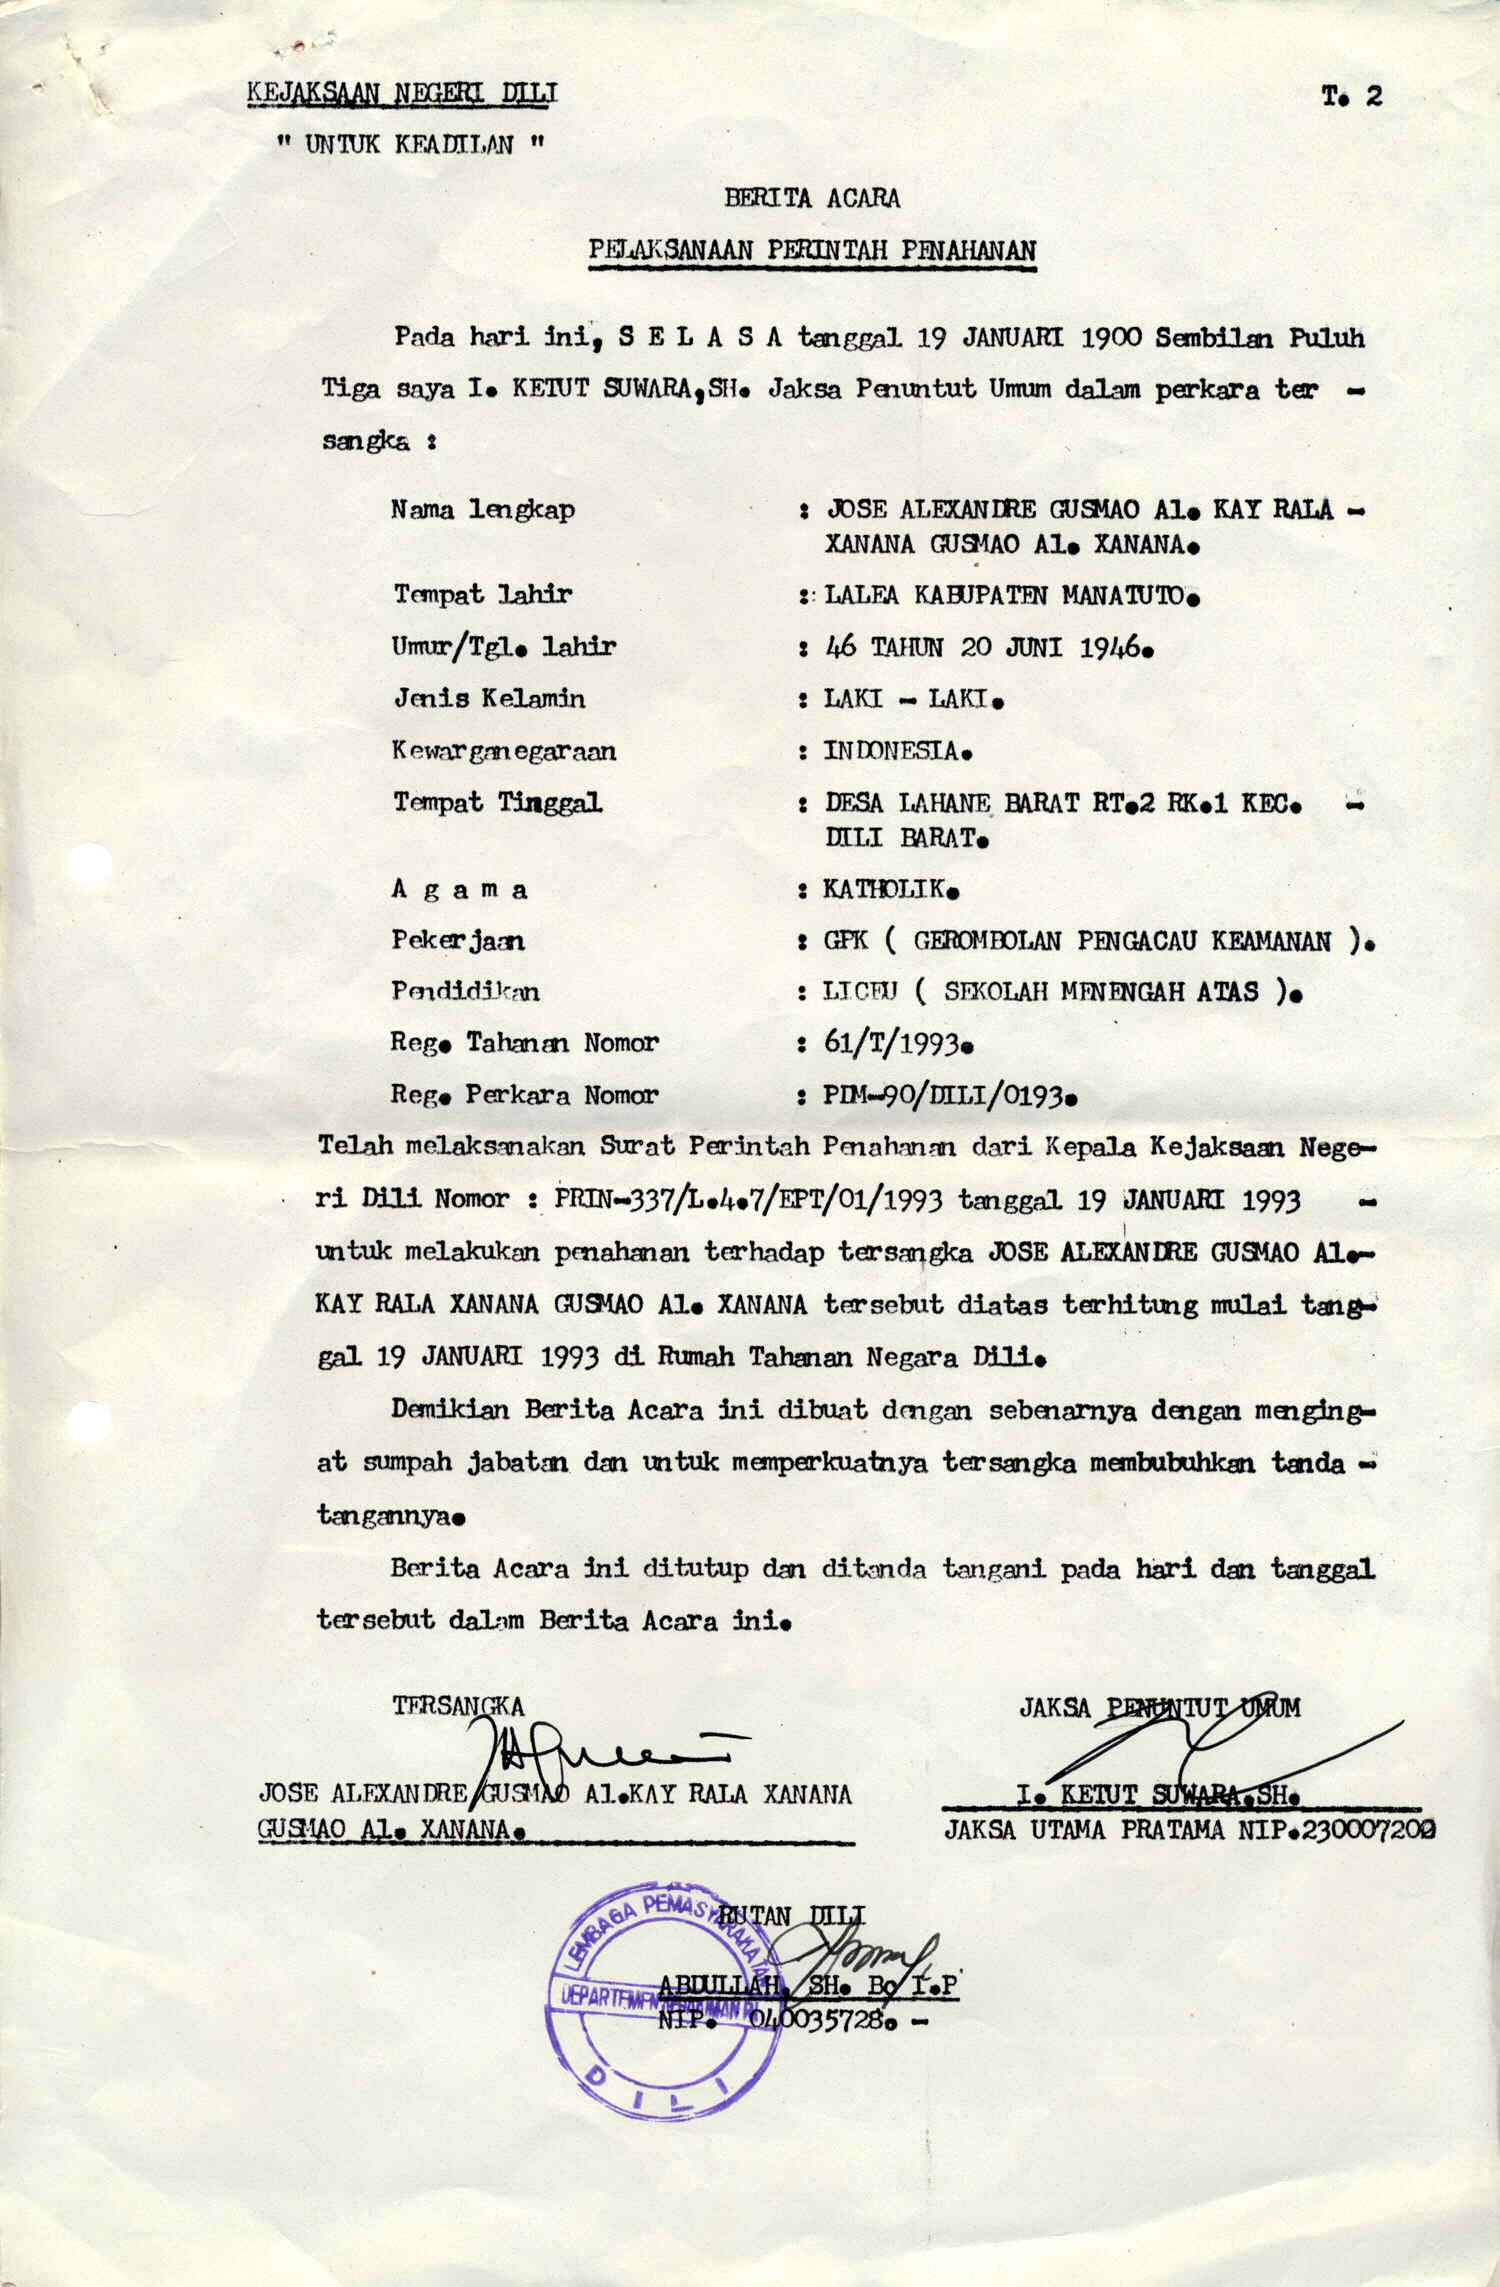 KEJAKSAAN NEGERI DILI
T. 2
" UNTUK KEADILAN "
BERITA ACARA
PELAKSANAAN PERINTAH PENAHANAN
Pada hari ini, S E L A S A tanggal 19 JANUARI 1900 Sembilan Puluh
Tiga saya I. KETUT SUWARA,SH. Jaksa Penuntut Umum dalam perkara ter -
sangka :
Nama lengkap : JOSE ALEXANDRE GUSMAO Al. KAY RALA -
XANANA GUSMAO Al. XANANA.
Tempat lahir : LALEA KABUPATEN MANATUTO.
Umur/Tgl. lahir : 46 TAHUN 20 JUNI 1946.
Jenis Kelamin : LAKI - LAKI.
Kewarganegaraan : INDONESIA.
Tempat Tinggal : DESA LAHANE BARAT RT.2 RK.1 KEC. -
DILI BARAT.
A g a m a : KATHOLIK.
Pekerjaan : GPK ( GEROMBOLAN PENGACAU KEAMANAN ).
Pendidikan : LICEU ( SEKOLAH MENENGAH ATAS ).
Reg. Tahanan Nomor : 61/T/1993.
Reg. Perkara Nomor : PDM-90/DILI/0193.
Telah melaksanakan Surat Perintah Penahanan dari Kepala Kejaksaan Nege-
ri Dili Nomor : PRIN-337/L.4.7/EPT/01/1993 tanggal 19 JANUARI 1993 -
untuk melakukan penahanan terhadap tersangka JOSE ALEXANDRE GUSMAO Al.-
KAY RALA XANANA GUSMAO Al. XANANA tersebut diatas terhitung mulai tang-
gal 19 JANUARI 1993 di Rumah Tahanan Negara Dili.
Demikian Berita Acara ini dibuat dengan sebenarnya dengan menging-
at sumpah jabatan dan untuk memperkuatnya tersangka membubuhkan tanda -
tangannya.
Berita Acara ini ditutup dan ditanda tangani pada hari dan tanggal
tersebut dalam Berita Acara ini.
TERSANGKA
JAKSA PENUNTUT UMUM
JOSE ALEXANDRE GUSMAO Al.KAY RALA XANANA
GUSMAO Al. XANANA.
I. KETUT SUWARA,SH.
JAKSA UTAMA PRATAMA NIP.230007200
RUTAN DILI
ABDULLAH, SH. Bc I.P
NIP. 040035728. -
LEMBAGA PEMASYARAKATAN
DEPARTEMEN KEHAKIMAN RI
DILI